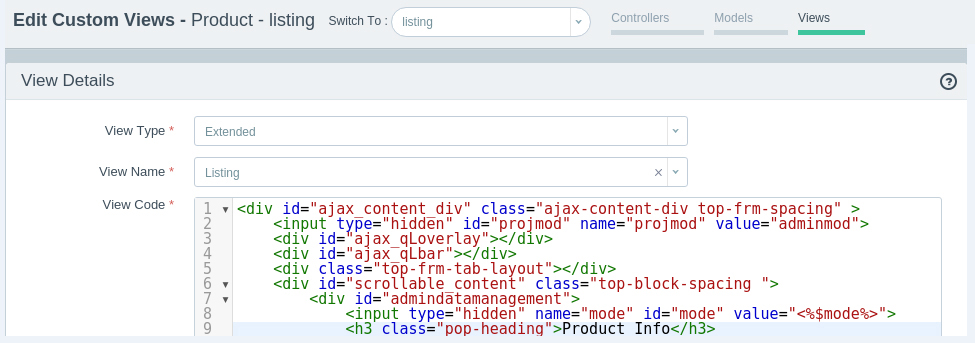 Edit Custom Views - Product - listing Switch To : listing Controllers Models Views
View Details
View Type * Extended
View Name * Listing
View Code *
1 <div id="ajax_content_div" class="ajax-content-div top-frm-spacing" >
2 <input type="hidden" id="projmod" name="projmod" value="adminmod">
3 <div id="ajax_qLoverlay"></div>
4 <div id="ajax_qLbar"></div>
5 <div class="top-frm-tab-layout"></div>
6 <div id="scrollable_content" class="top-block-spacing ">
7 <div id="admindatamanagement">
8 <input type="hidden" name="mode" id="mode" value="<%$mode%>">
9 <h3 class="pop-heading">Product Info</h3>